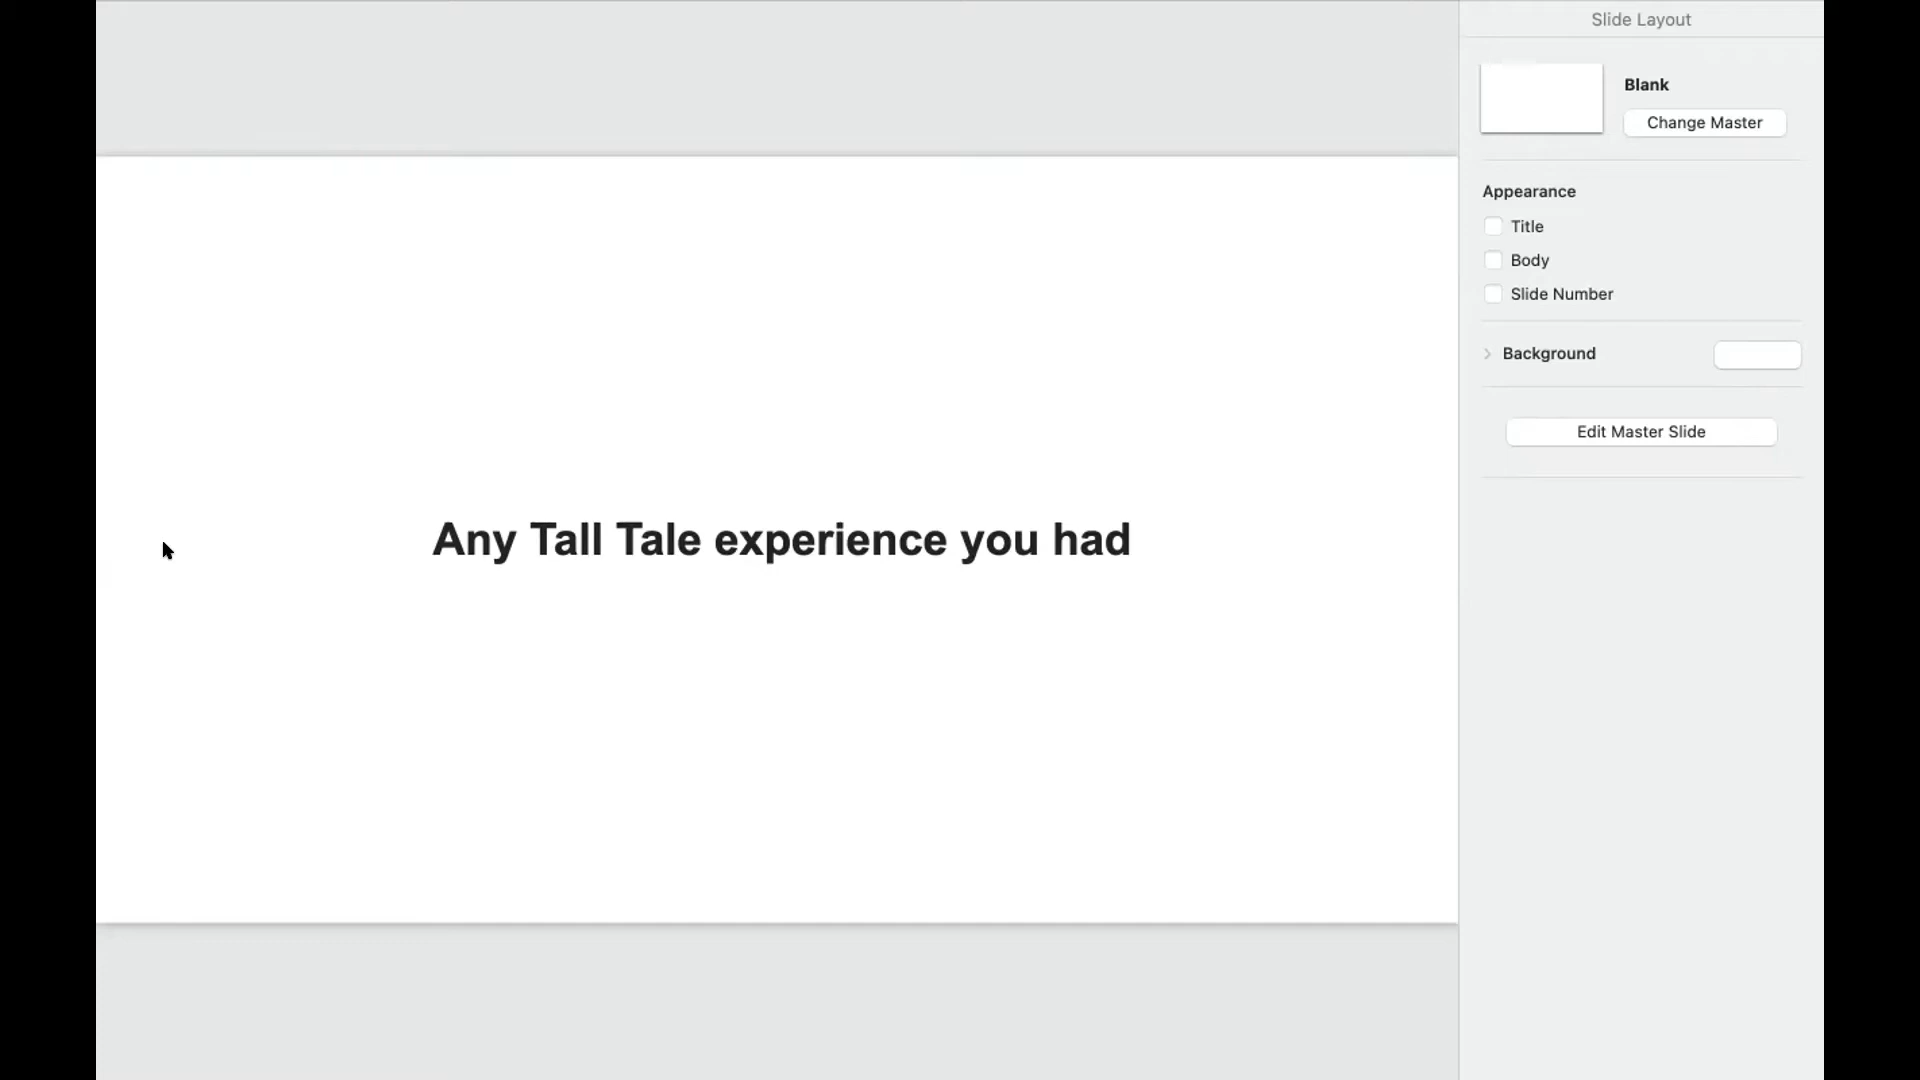 Slide Layout
Blank
Change Master
Appearance
Title
Body
Slide Number
Background
Edit Master Slide
Any Tall Tale experience you had